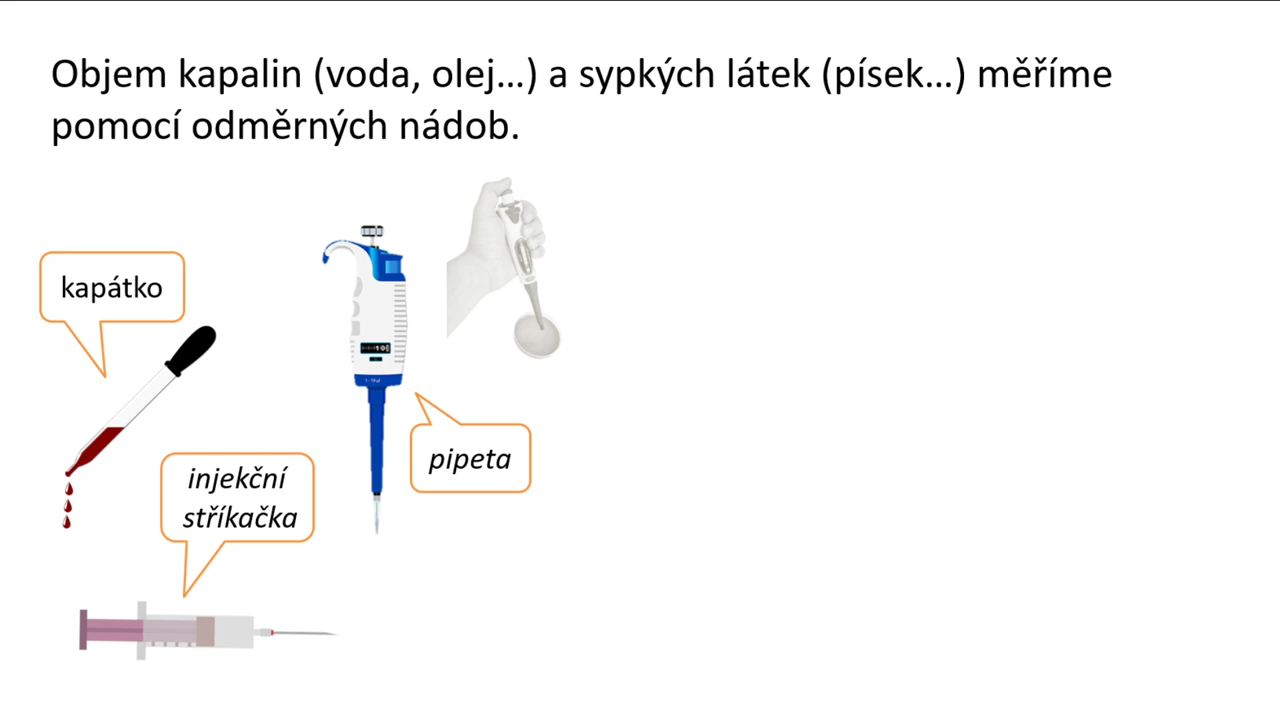 Objem kapalin (voda, olej…) a sypkých látek (písek…) měříme
pomocí odměrných nádob.
kapátko
pipeta
injekční
stříkačka